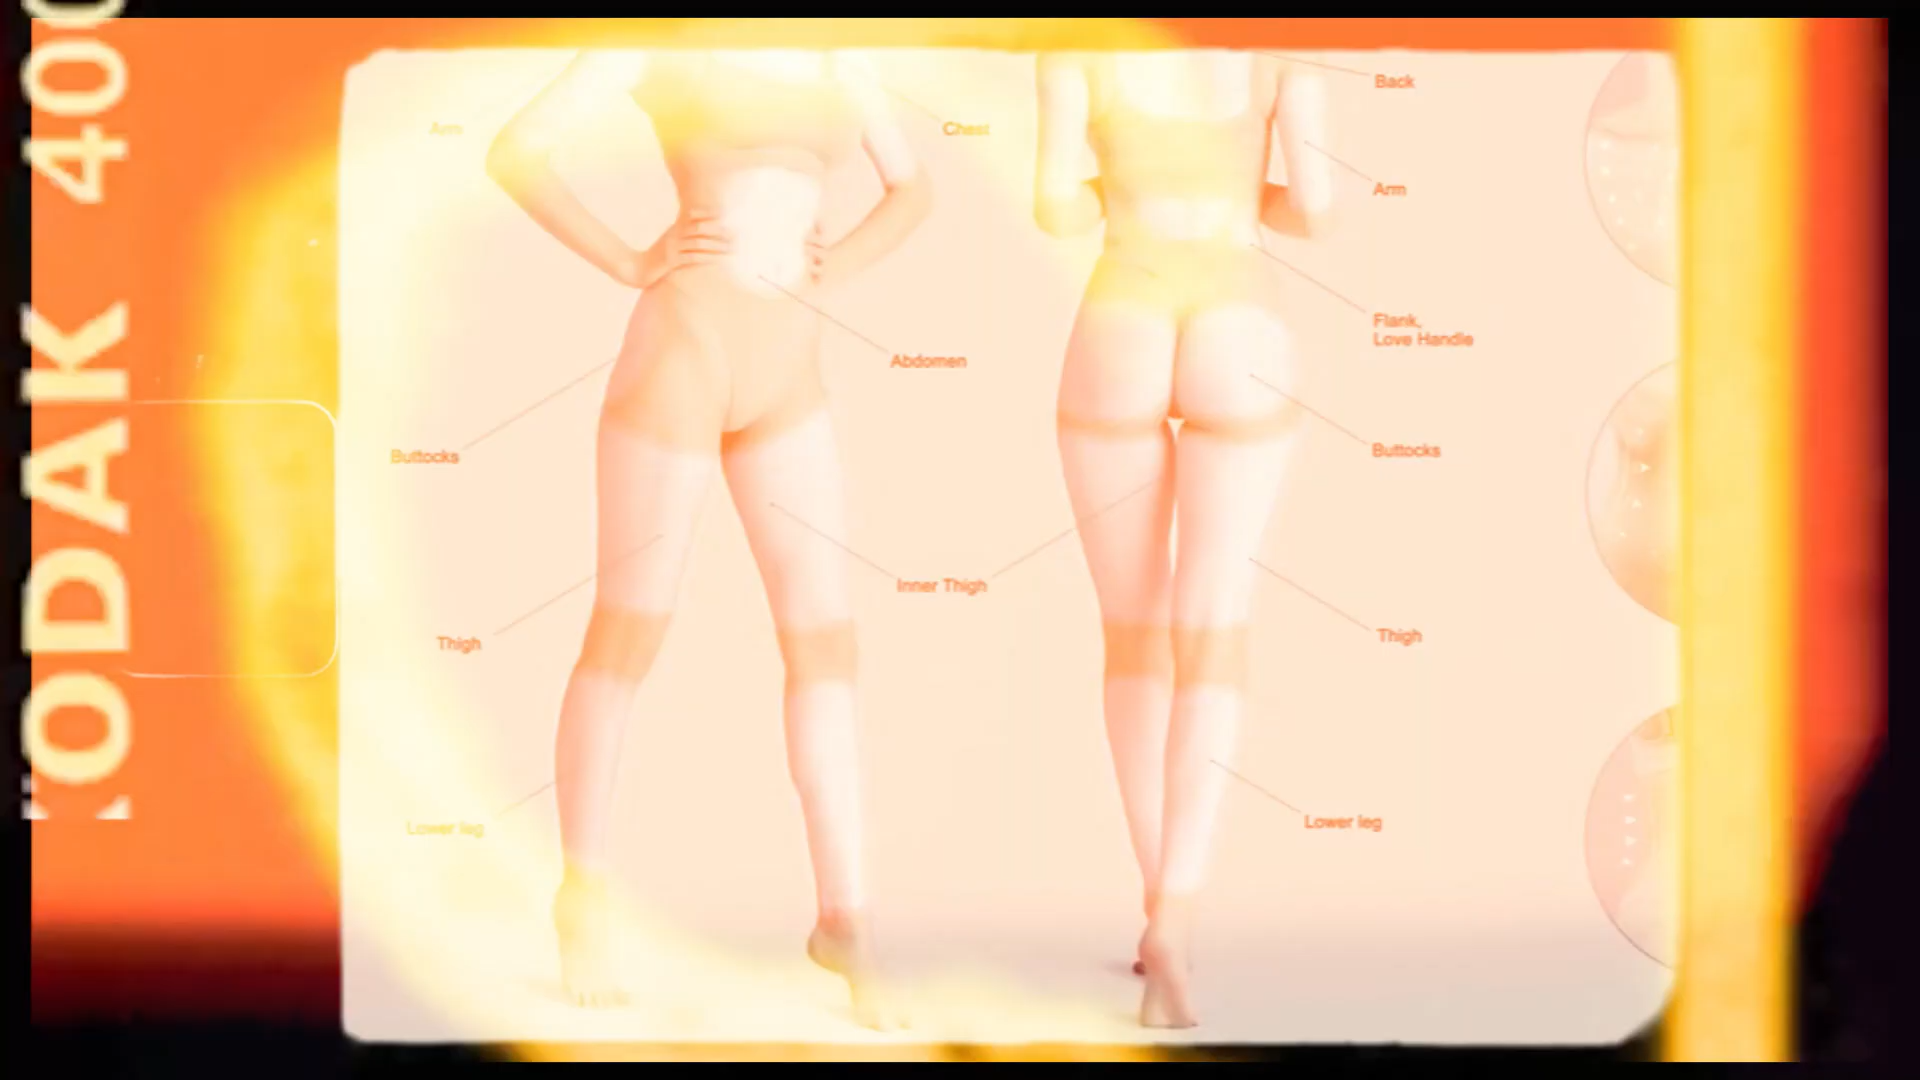 KODAK 400
Arm
Chest
Back
Arm
Flank,
Love Handle
Abdomen
Buttocks
Buttocks
Inner Thigh
Thigh
Thigh
Lower leg
Lower leg